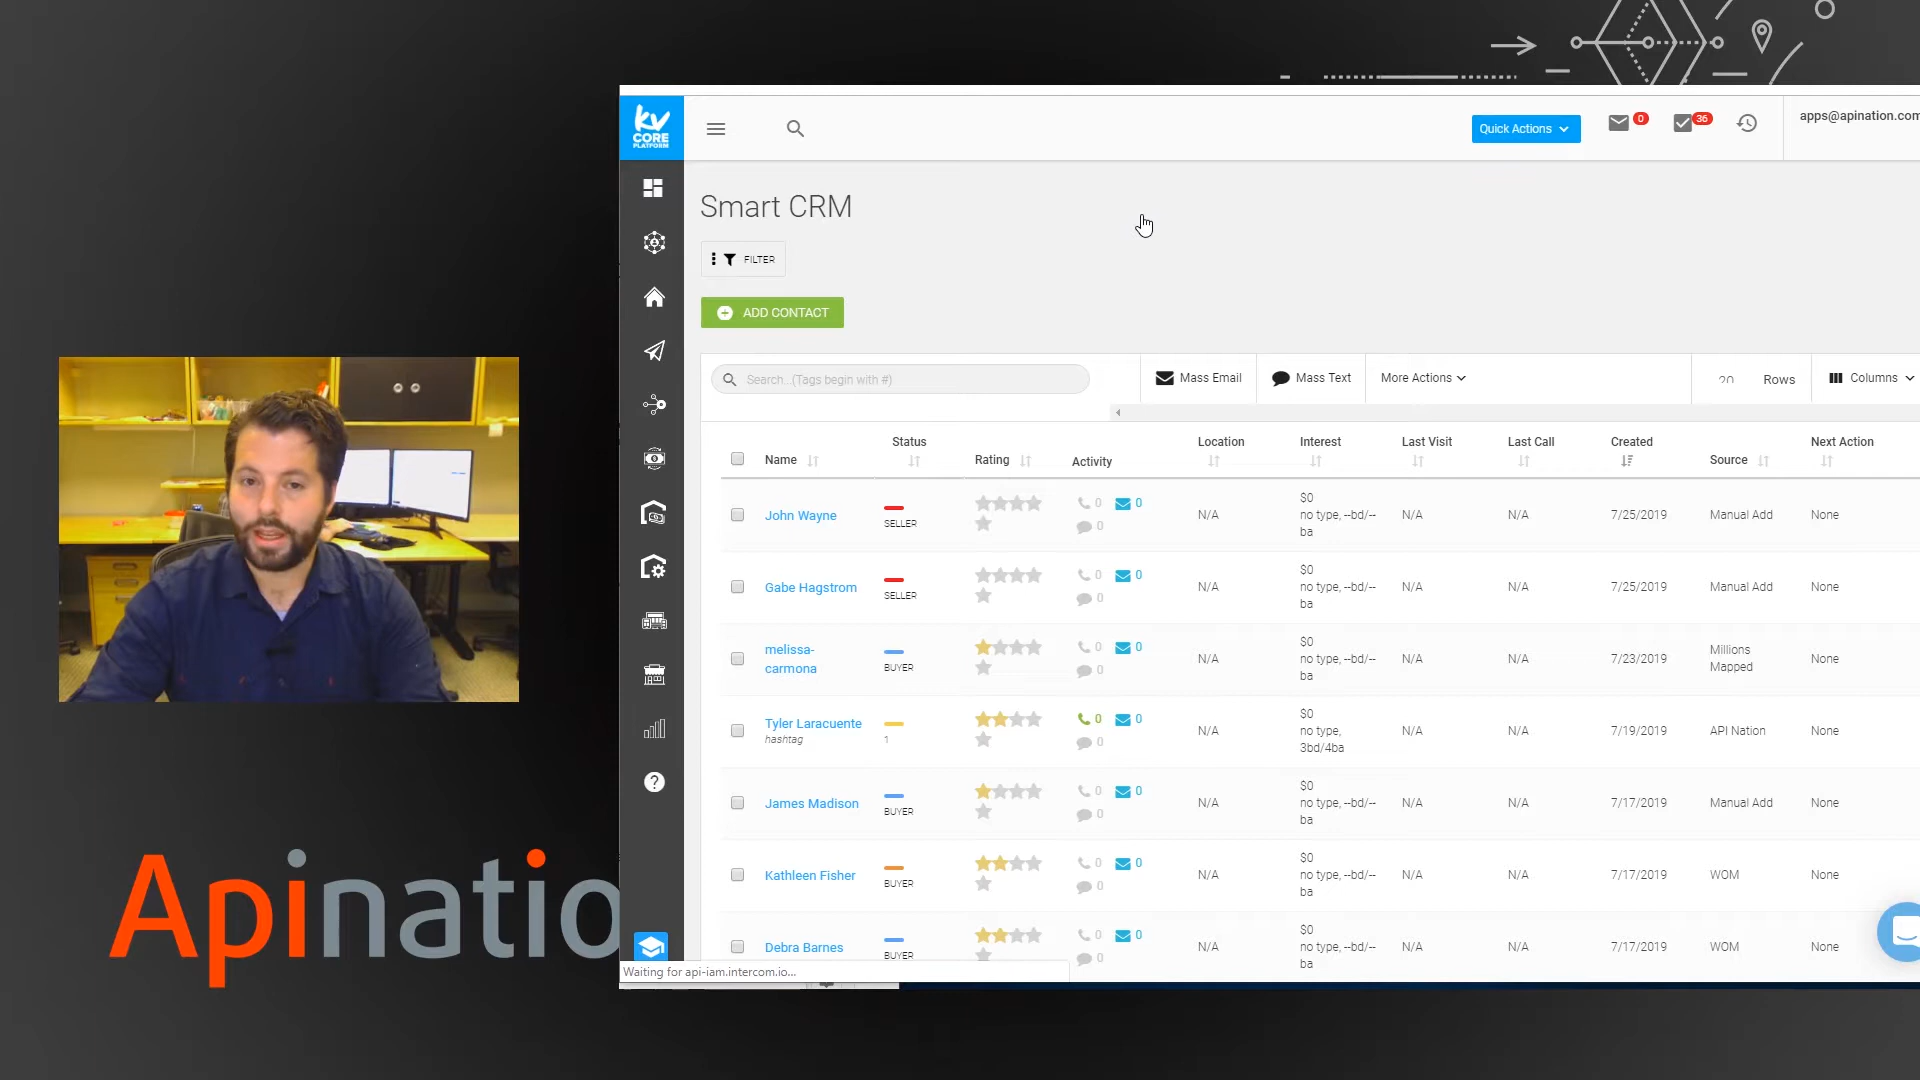 kv
CORE
PLATFORM
Quick Actions
0
36
apps@apination.com
Smart CRM
FILTER
ADD CONTACT
Search...(Tags begin with #)
Mass Email
Mass Text
More Actions
20
Rows
Columns
Name
Status
Rating
Activity
Location
Interest
Last Visit
Last Call
Created
Source
Next Action
John Wayne
SELLER
0
0
0
N/A
$0
no type, --bd/--
ba
N/A
N/A
7/25/2019
Manual Add
None
Gabe Hagstrom
SELLER
0
0
0
N/A
$0
no type, --bd/--
ba
N/A
N/A
7/25/2019
Manual Add
None
melissa-
carmona
BUYER
0
0
0
N/A
$0
no type, --bd/--
ba
N/A
N/A
7/23/2019
Millions
Mapped
None
Tyler Laracuente
hashtag
1
0
0
0
N/A
$0
no type,
3bd/4ba
N/A
N/A
7/19/2019
API Nation
None
James Madison
BUYER
0
0
0
N/A
$0
no type, --bd/--
ba
N/A
N/A
7/17/2019
Manual Add
None
Kathleen Fisher
BUYER
0
0
0
N/A
$0
no type, --bd/--
ba
N/A
N/A
7/17/2019
WOM
None
Debra Barnes
BUYER
0
0
0
N/A
$0
no type, --bd/--
ba
N/A
N/A
7/17/2019
WOM
None
Waiting for api-iam.intercom.io...
Apinatio